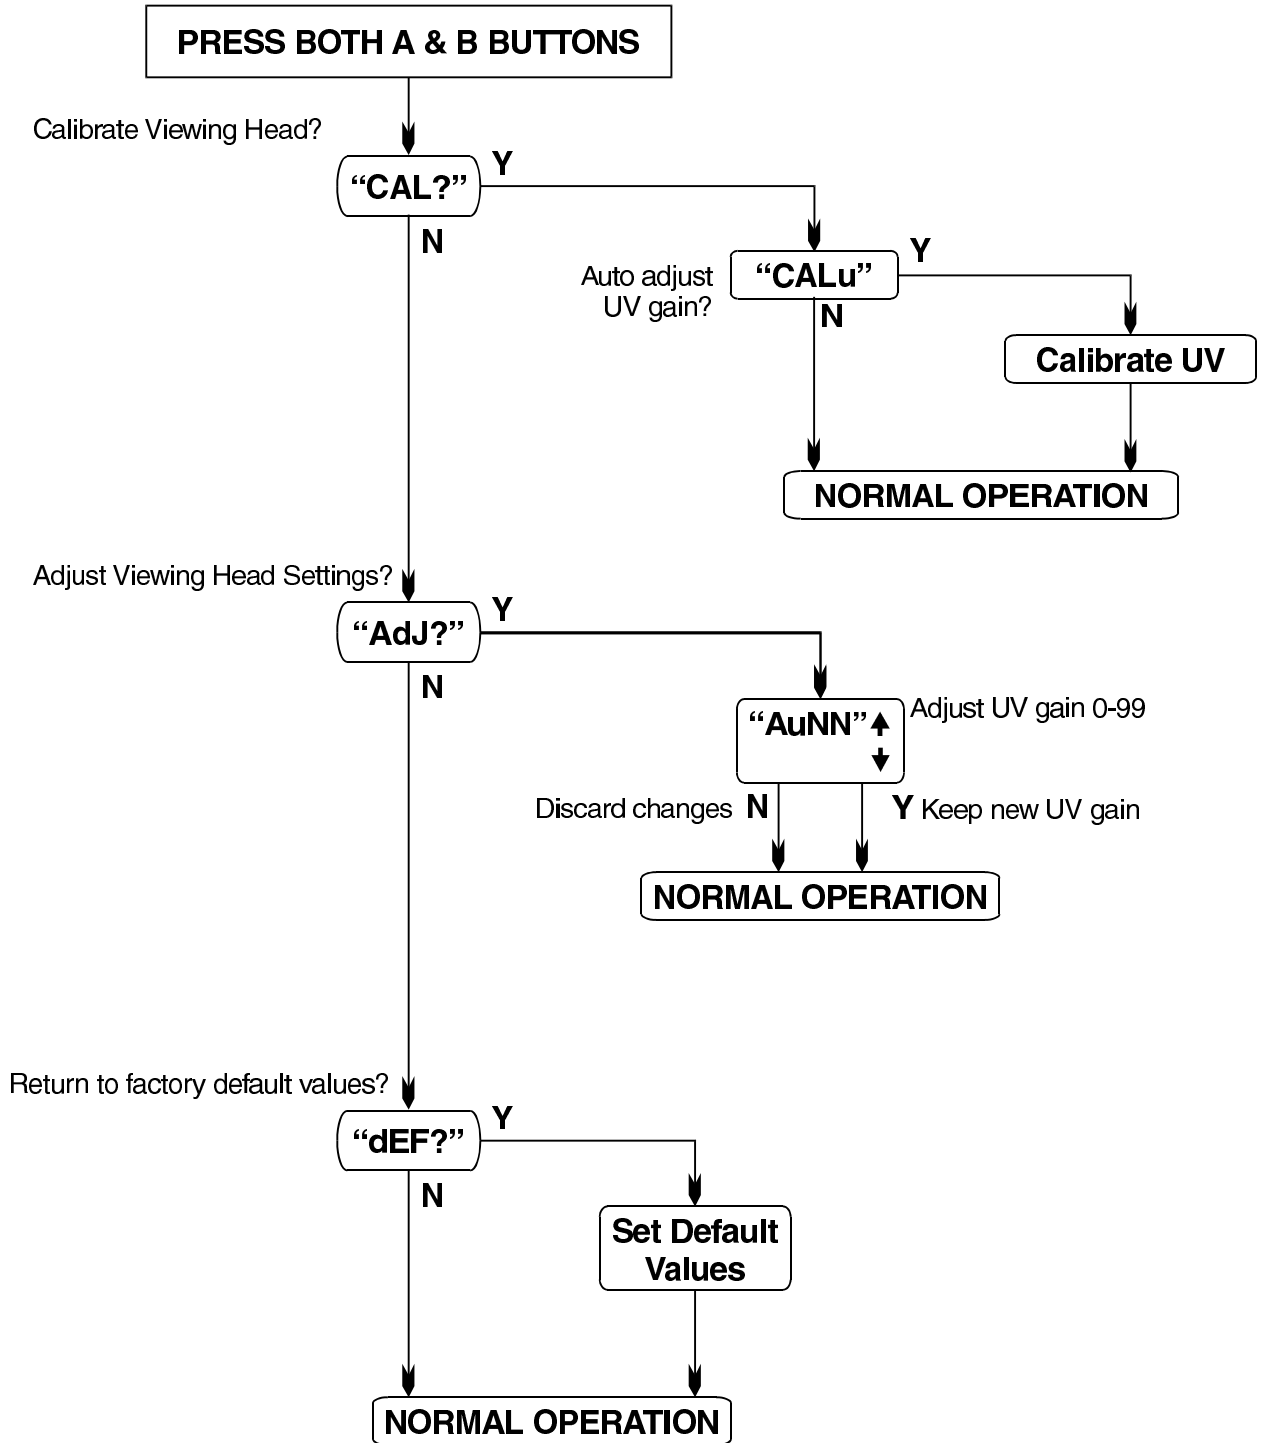 PRESS BOTH A & B BUTTONS
Calibrate Viewing Head?
“CAL?”
Y
N
Auto adjust
UV gain?
“CALu”
Y
N
Calibrate UV
NORMAL OPERATION
Adjust Viewing Head Settings?
“AdJ?”
Y
N
“AuNN”
Adjust UV gain 0-99
Discard changes N
Y Keep new UV gain
NORMAL OPERATION
Return to factory default values?
“dEF?”
Y
N
Set Default
Values
NORMAL OPERATION